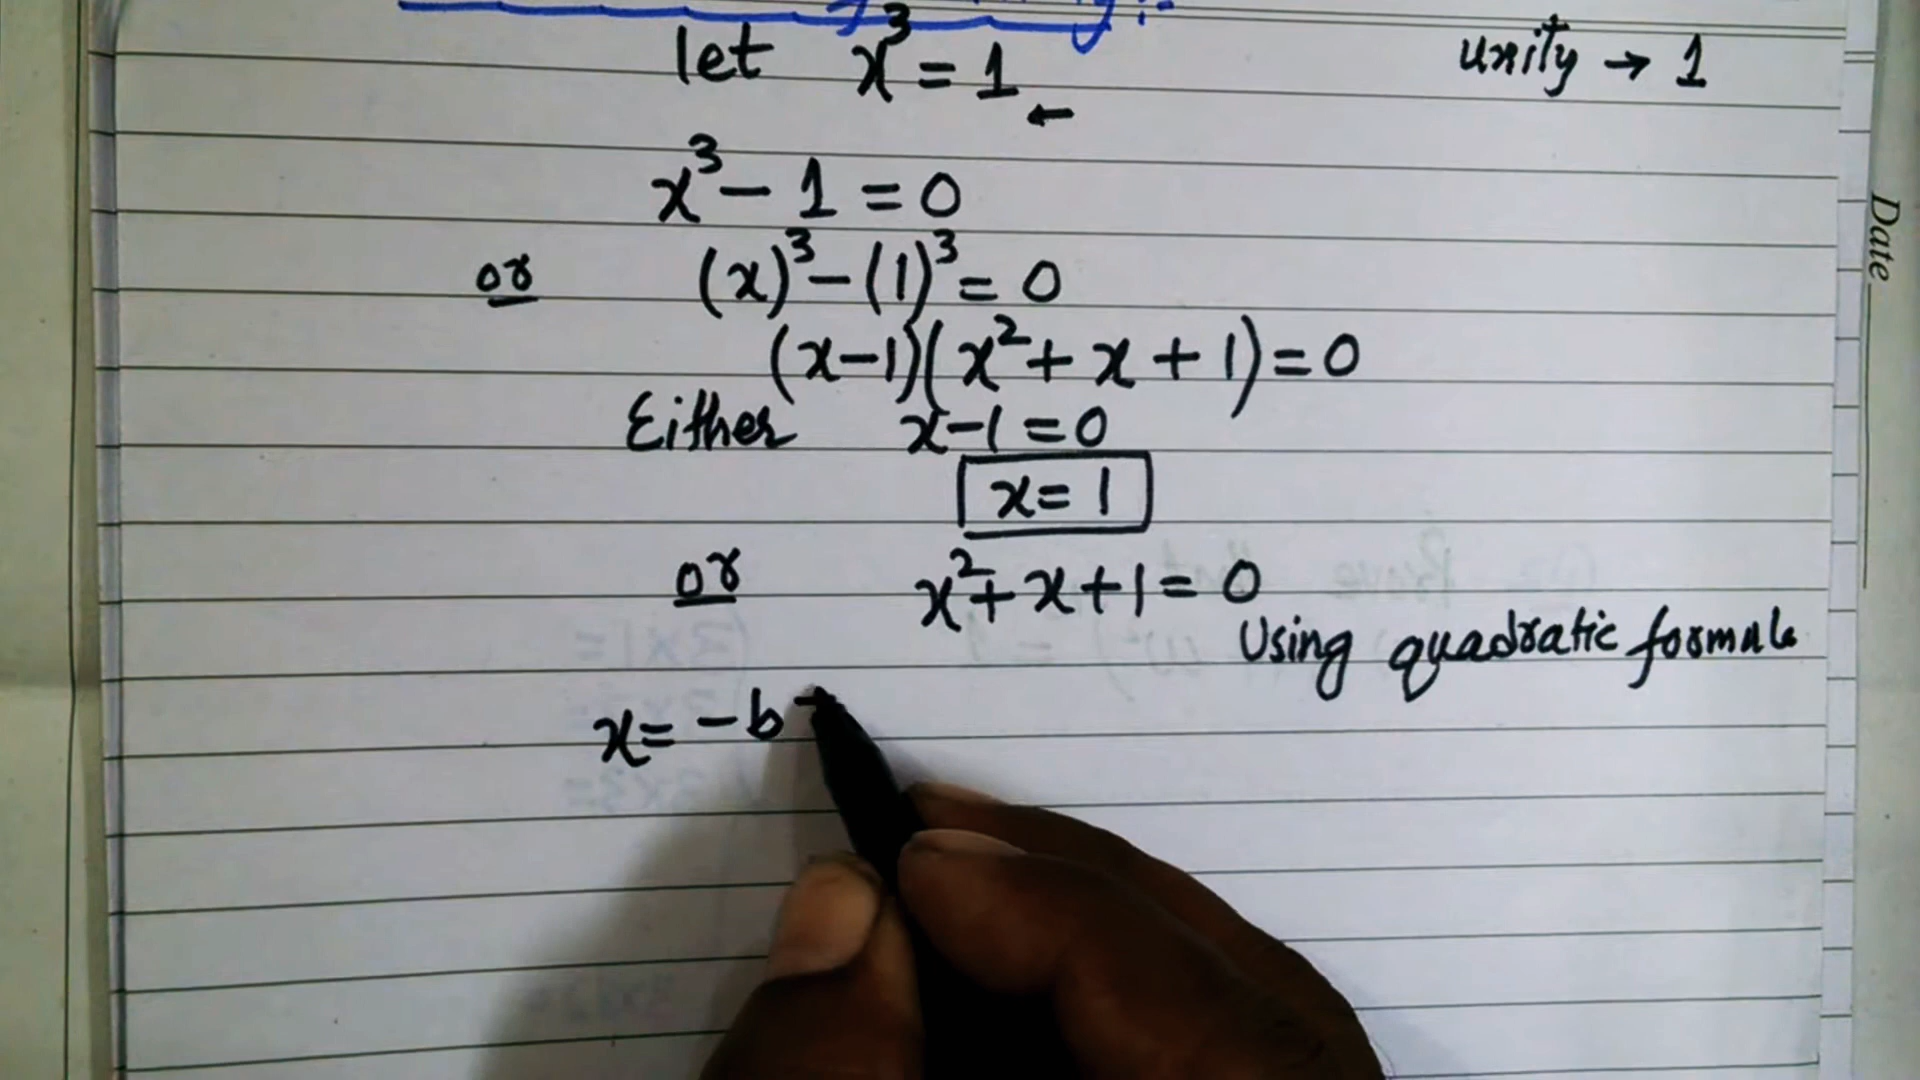 let x³ = 1 ←
unity → 1
x³ - 1 = 0
or (x)³ - (1)³ = 0
(x-1)(x² + x + 1) = 0
Either x-1 = 0
x = 1
or x² + x + 1 = 0
Using quadratic formula
x = -b
Date